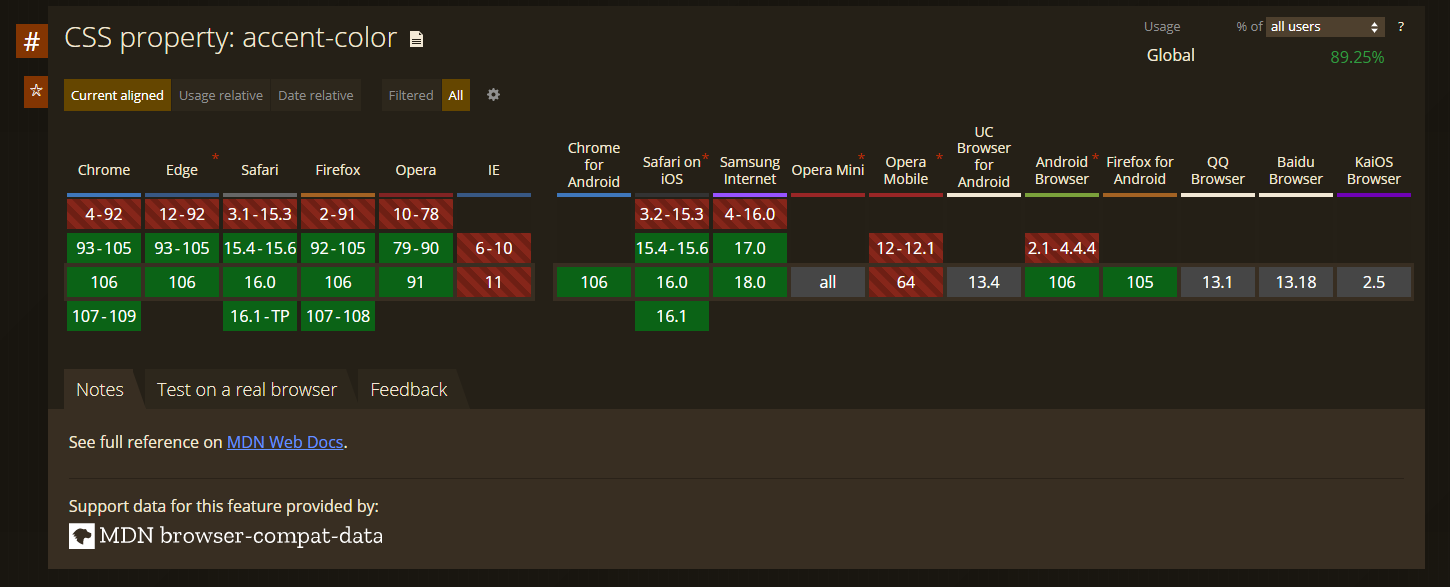 #
CSS property: accent-color
Usage % of all users ?
Global 89.25%
Current aligned Usage relative Date relative Filtered All
Chrome Edge * Safari Firefox Opera IE Chrome for Android Safari on iOS * Samsung Internet Opera Mini * Opera Mobile * UC Browser for Android Android Browser * Firefox for Android QQ Browser Baidu Browser KaiOS Browser
4-92 12-92 3.1-15.3 2-91 10-78 3.2-15.3 4-16.0
93-105 93-105 15.4-15.6 92-105 79-90 6-10 15.4-15.6 17.0 12-12.1 2.1-4.4.4
106 106 16.0 106 91 11 106 16.0 18.0 all 64 13.4 106 105 13.1 13.18 2.5
107-109 16.1-TP 107-108 16.1
Notes Test on a real browser Feedback
See full reference on MDN Web Docs.
Support data for this feature provided by:
MDN browser-compat-data